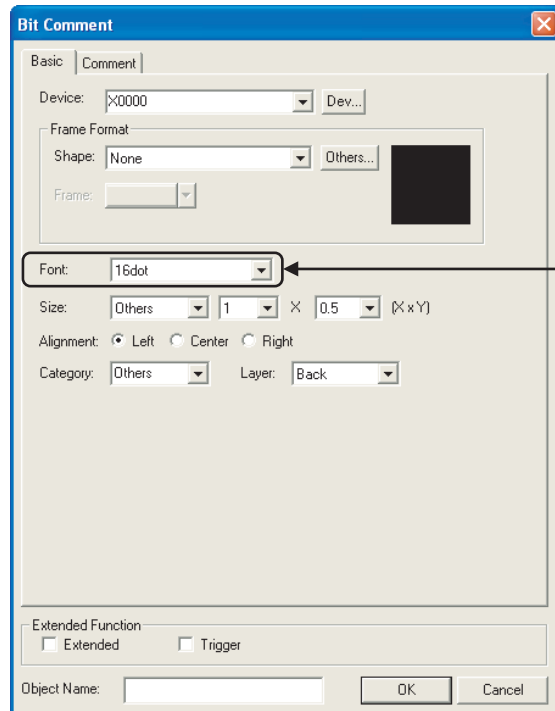 Bit Comment
Basic Comment
Device: X0000 Dev...
Frame Format
Shape: None Others...
Frame:
Font: 16dot
Size: Others 1 X 0.5 (X x Y)
Alignment: Left Center Right
Category: Others Layer: Back
Extended Function
Extended Trigger
Object Name: OK Cancel